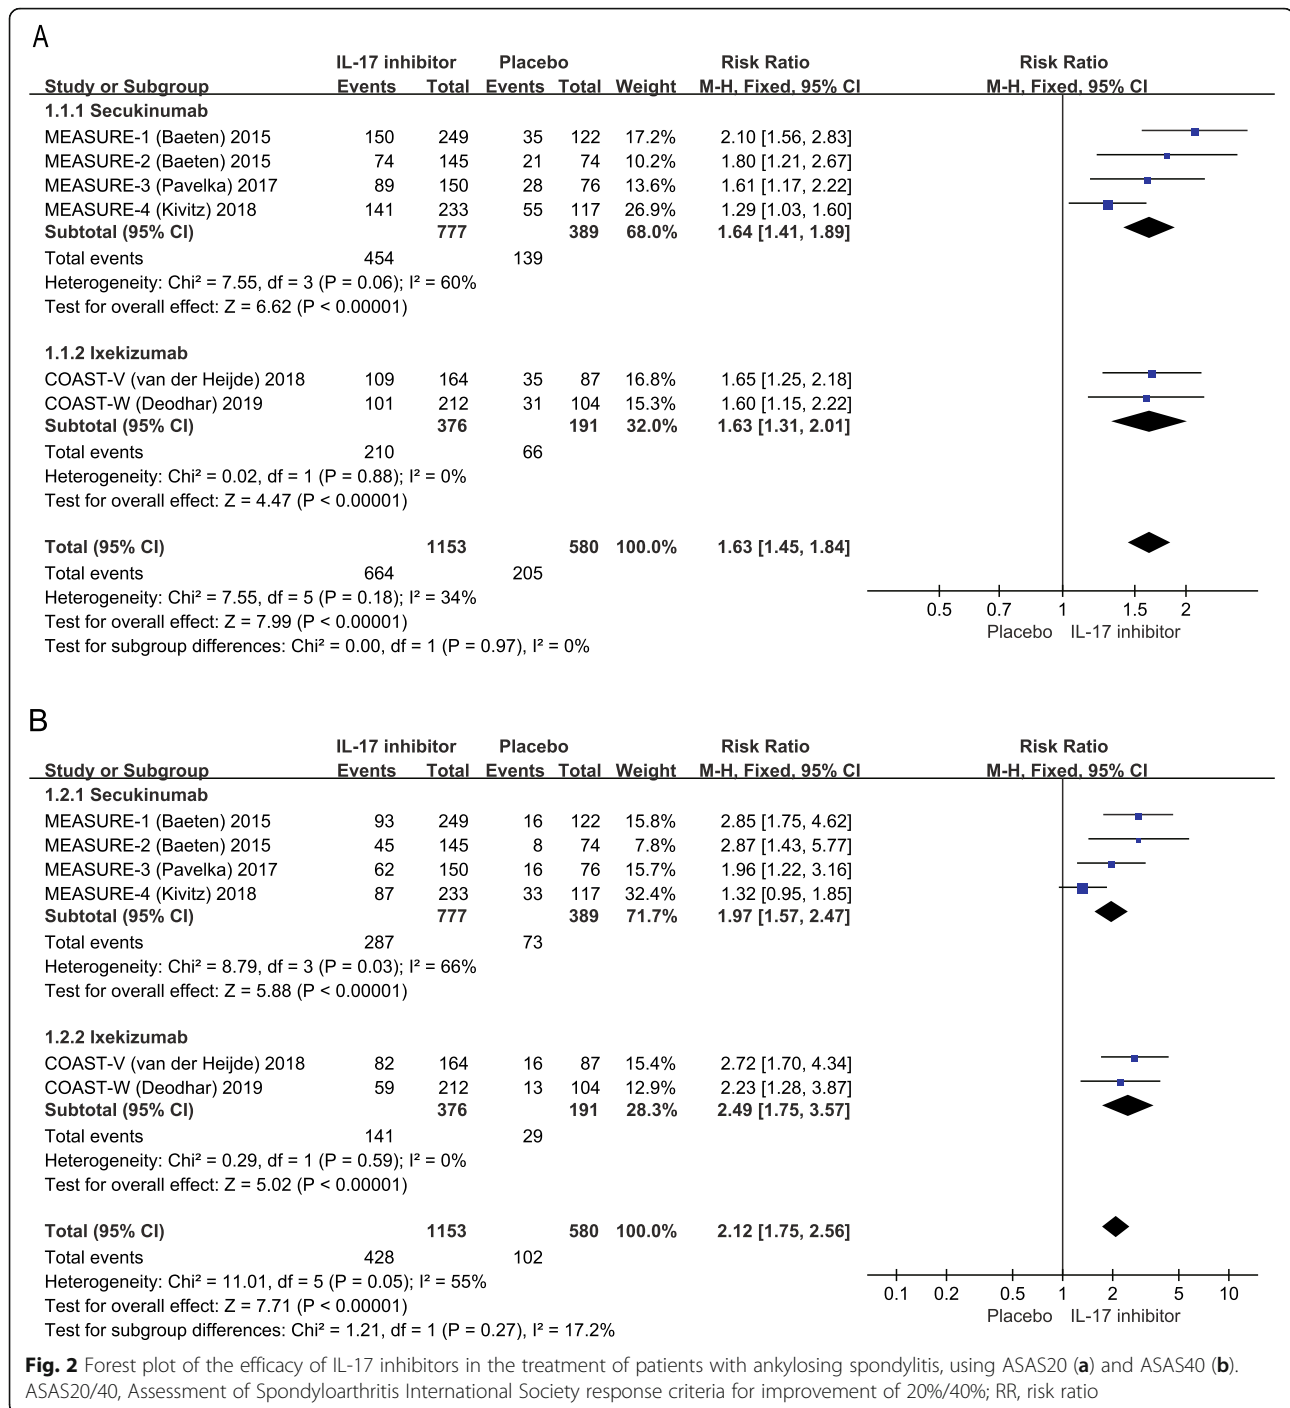 A
IL-17 inhibitor Placebo Risk Ratio Risk Ratio
Study or Subgroup Events Total Events Total Weight M-H, Fixed, 95% CI M-H, Fixed, 95% CI
1.1.1 Secukinumab
MEASURE-1 (Baeten) 2015 150 249 35 122 17.2% 2.10 [1.56, 2.83]
MEASURE-2 (Baeten) 2015 74 145 21 74 10.2% 1.80 [1.21, 2.67]
MEASURE-3 (Pavelka) 2017 89 150 28 76 13.6% 1.61 [1.17, 2.22]
MEASURE-4 (Kivitz) 2018 141 233 55 117 26.9% 1.29 [1.03, 1.60]
Subtotal (95% CI) 777 389 68.0% 1.64 [1.41, 1.89]
Total events 454 139
Heterogeneity: Chi² = 7.55, df = 3 (P = 0.06); I² = 60%
Test for overall effect: Z = 6.62 (P < 0.00001)
1.1.2 Ixekizumab
COAST-V (van der Heijde) 2018 109 164 35 87 16.8% 1.65 [1.25, 2.18]
COAST-W (Deodhar) 2019 101 212 31 104 15.3% 1.60 [1.15, 2.22]
Subtotal (95% CI) 376 191 32.0% 1.63 [1.31, 2.01]
Total events 210 66
Heterogeneity: Chi² = 0.02, df = 1 (P = 0.88); I² = 0%
Test for overall effect: Z = 4.47 (P < 0.00001)
Total (95% CI) 1153 580 100.0% 1.63 [1.45, 1.84]
Total events 664 205
Heterogeneity: Chi² = 7.55, df = 5 (P = 0.18); I² = 34%
Test for overall effect: Z = 7.99 (P < 0.00001)
Test for subgroup differences: Chi² = 0.00, df = 1 (P = 0.97), I² = 0%
0.5 0.7 1 1.5 2
Placebo IL-17 inhibitor
B
IL-17 inhibitor Placebo Risk Ratio Risk Ratio
Study or Subgroup Events Total Events Total Weight M-H, Fixed, 95% CI M-H, Fixed, 95% CI
1.2.1 Secukinumab
MEASURE-1 (Baeten) 2015 93 249 16 122 15.8% 2.85 [1.75, 4.62]
MEASURE-2 (Baeten) 2015 45 145 8 74 7.8% 2.87 [1.43, 5.77]
MEASURE-3 (Pavelka) 2017 62 150 16 76 15.7% 1.96 [1.22, 3.16]
MEASURE-4 (Kivitz) 2018 87 233 33 117 32.4% 1.32 [0.95, 1.85]
Subtotal (95% CI) 777 389 71.7% 1.97 [1.57, 2.47]
Total events 287 73
Heterogeneity: Chi² = 8.79, df = 3 (P = 0.03); I² = 66%
Test for overall effect: Z = 5.88 (P < 0.00001)
1.2.2 Ixekizumab
COAST-V (van der Heijde) 2018 82 164 16 87 15.4% 2.72 [1.70, 4.34]
COAST-W (Deodhar) 2019 59 212 13 104 12.9% 2.23 [1.28, 3.87]
Subtotal (95% CI) 376 191 28.3% 2.49 [1.75, 3.57]
Total events 141 29
Heterogeneity: Chi² = 0.29, df = 1 (P = 0.59); I² = 0%
Test for overall effect: Z = 5.02 (P < 0.00001)
Total (95% CI) 1153 580 100.0% 2.12 [1.75, 2.56]
Total events 428 102
Heterogeneity: Chi² = 11.01, df = 5 (P = 0.05); I² = 55%
Test for overall effect: Z = 7.71 (P < 0.00001)
Test for subgroup differences: Chi² = 1.21, df = 1 (P = 0.27), I² = 17.2%
0.1 0.2 0.5 1 2 5 10
Placebo IL-17 inhibitor
Fig. 2 Forest plot of the efficacy of IL-17 inhibitors in the treatment of patients with ankylosing spondylitis, using ASAS20 (a) and ASAS40 (b).
ASAS20/40, Assessment of Spondyloarthritis International Society response criteria for improvement of 20%/40%; RR, risk ratio